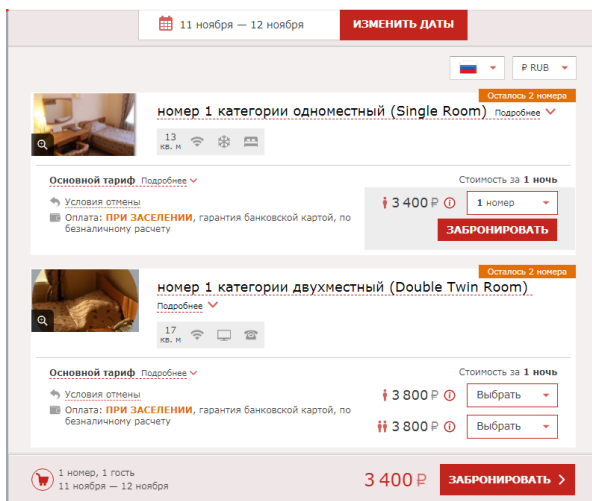 11 ноября — 12 ноября
ИЗМЕНИТЬ ДАТЫ
₽ RUB
Осталось 2 номера
номер 1 категории одноместный (Single Room) Подробнее
13
кв. м
Основной тариф Подробнее
Стоимость за 1 ночь
Условия отмены
3 400 ₽
1 номер
Оплата: ПРИ ЗАСЕЛЕНИИ, гарантия банковской картой, по
безналичному расчету
ЗАБРОНИРОВАТЬ
Осталось 2 номера
номер 1 категории двухместный (Double Twin Room)
Подробнее
17
кв. м
Основной тариф Подробнее
Стоимость за 1 ночь
Условия отмены
3 800 ₽
Выбрать
Оплата: ПРИ ЗАСЕЛЕНИИ, гарантия банковской картой, по
безналичному расчету
3 800 ₽
Выбрать
1 номер, 1 гость
11 ноября — 12 ноября
3 400 ₽
ЗАБРОНИРОВАТЬ